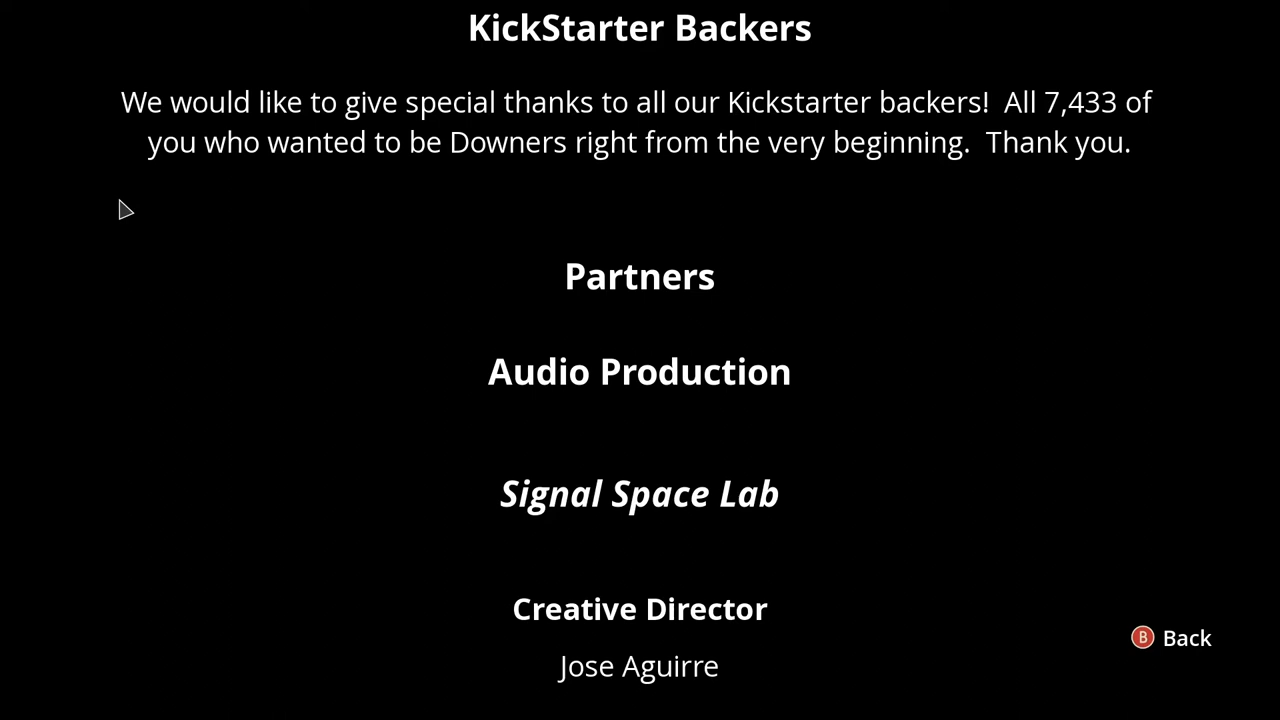 KickStarter Backers
We would like to give special thanks to all our Kickstarter backers!  All 7,433 of
you who wanted to be Downers right from the very beginning.  Thank you.
Partners
Audio Production
Signal Space Lab
Creative Director
Jose Aguirre
B Back